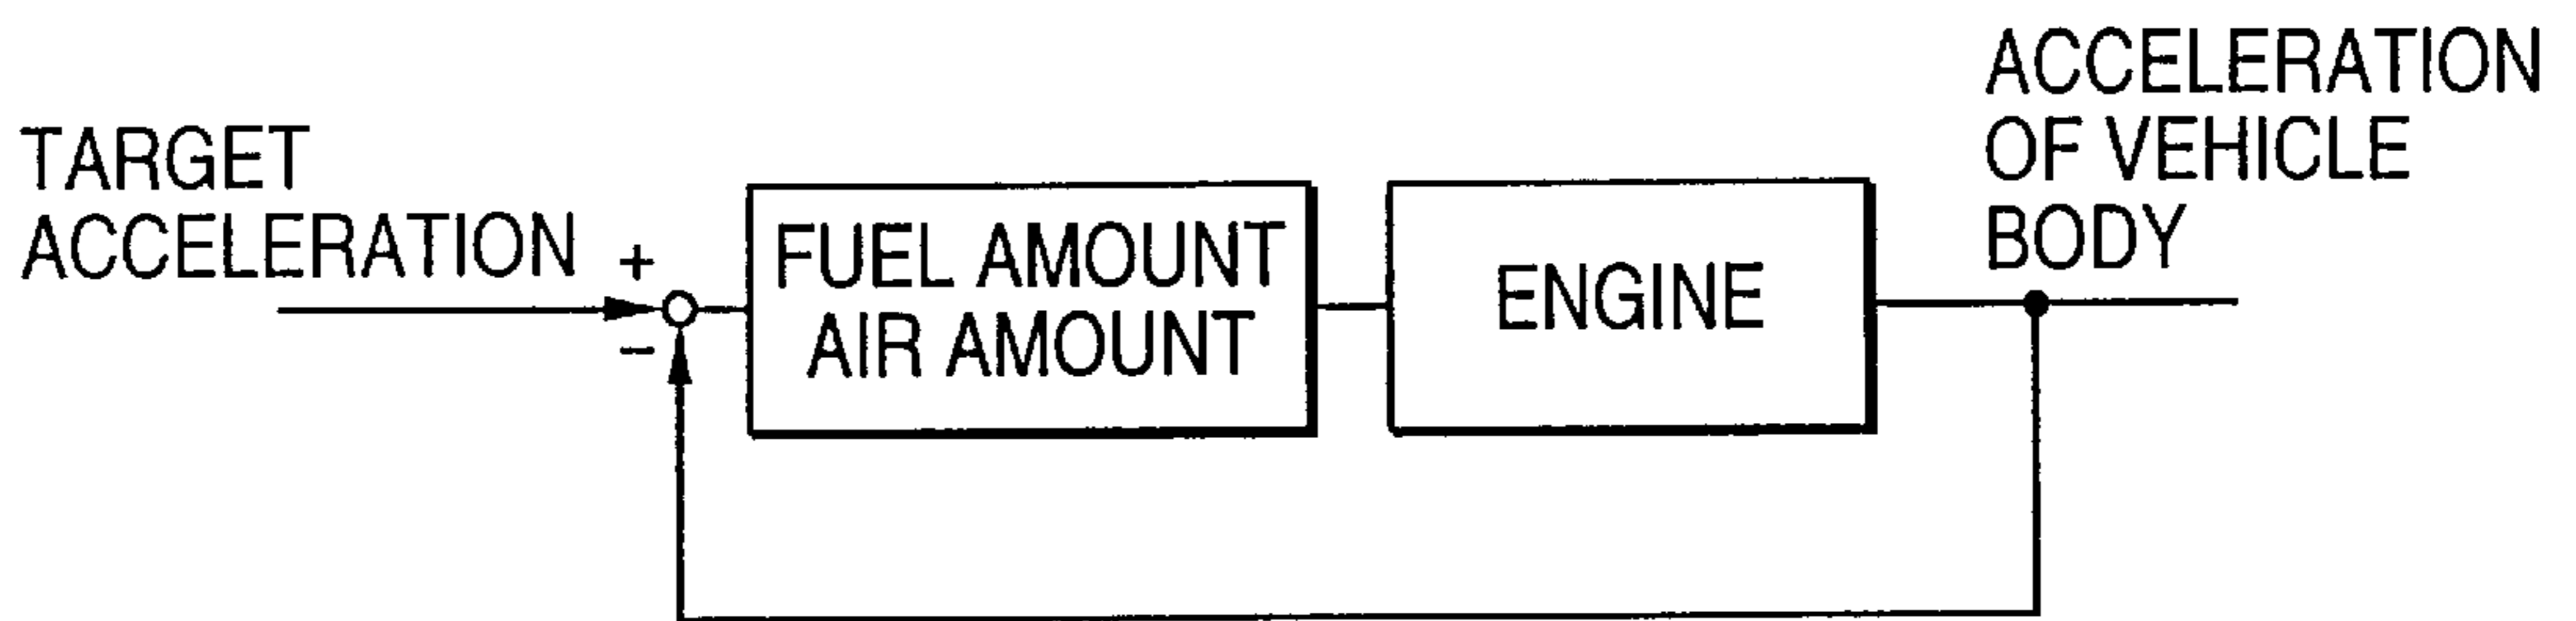 TARGET
ACCELERATION
+
−
FUEL AMOUNT
AIR AMOUNT
ENGINE
ACCELERATION
OF VEHICLE
BODY